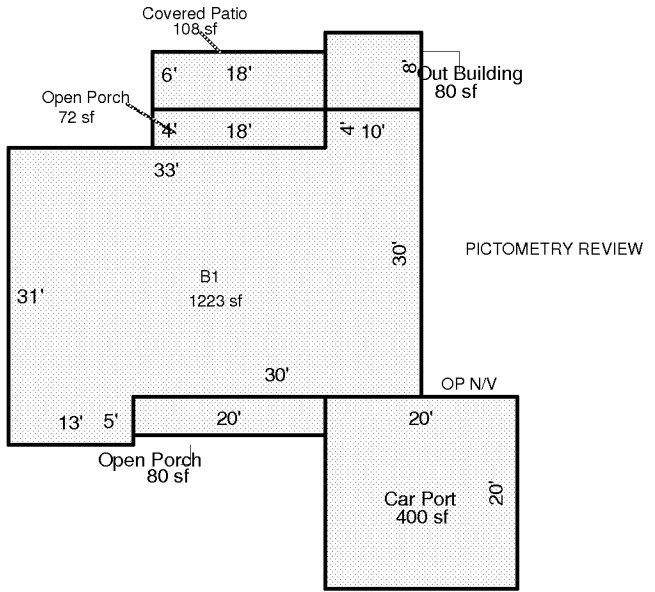 Covered Patio
108 sf
6'
18'
8'
Out Building
80 sf
Open Porch
72 sf
4'
18'
4'
10'
33'
30'
PICTOMETRY REVIEW
B1
1223 sf
31'
30'
OP N/V
13'
5'
20'
20'
Open Porch
80 sf
Car Port
400 sf
20'